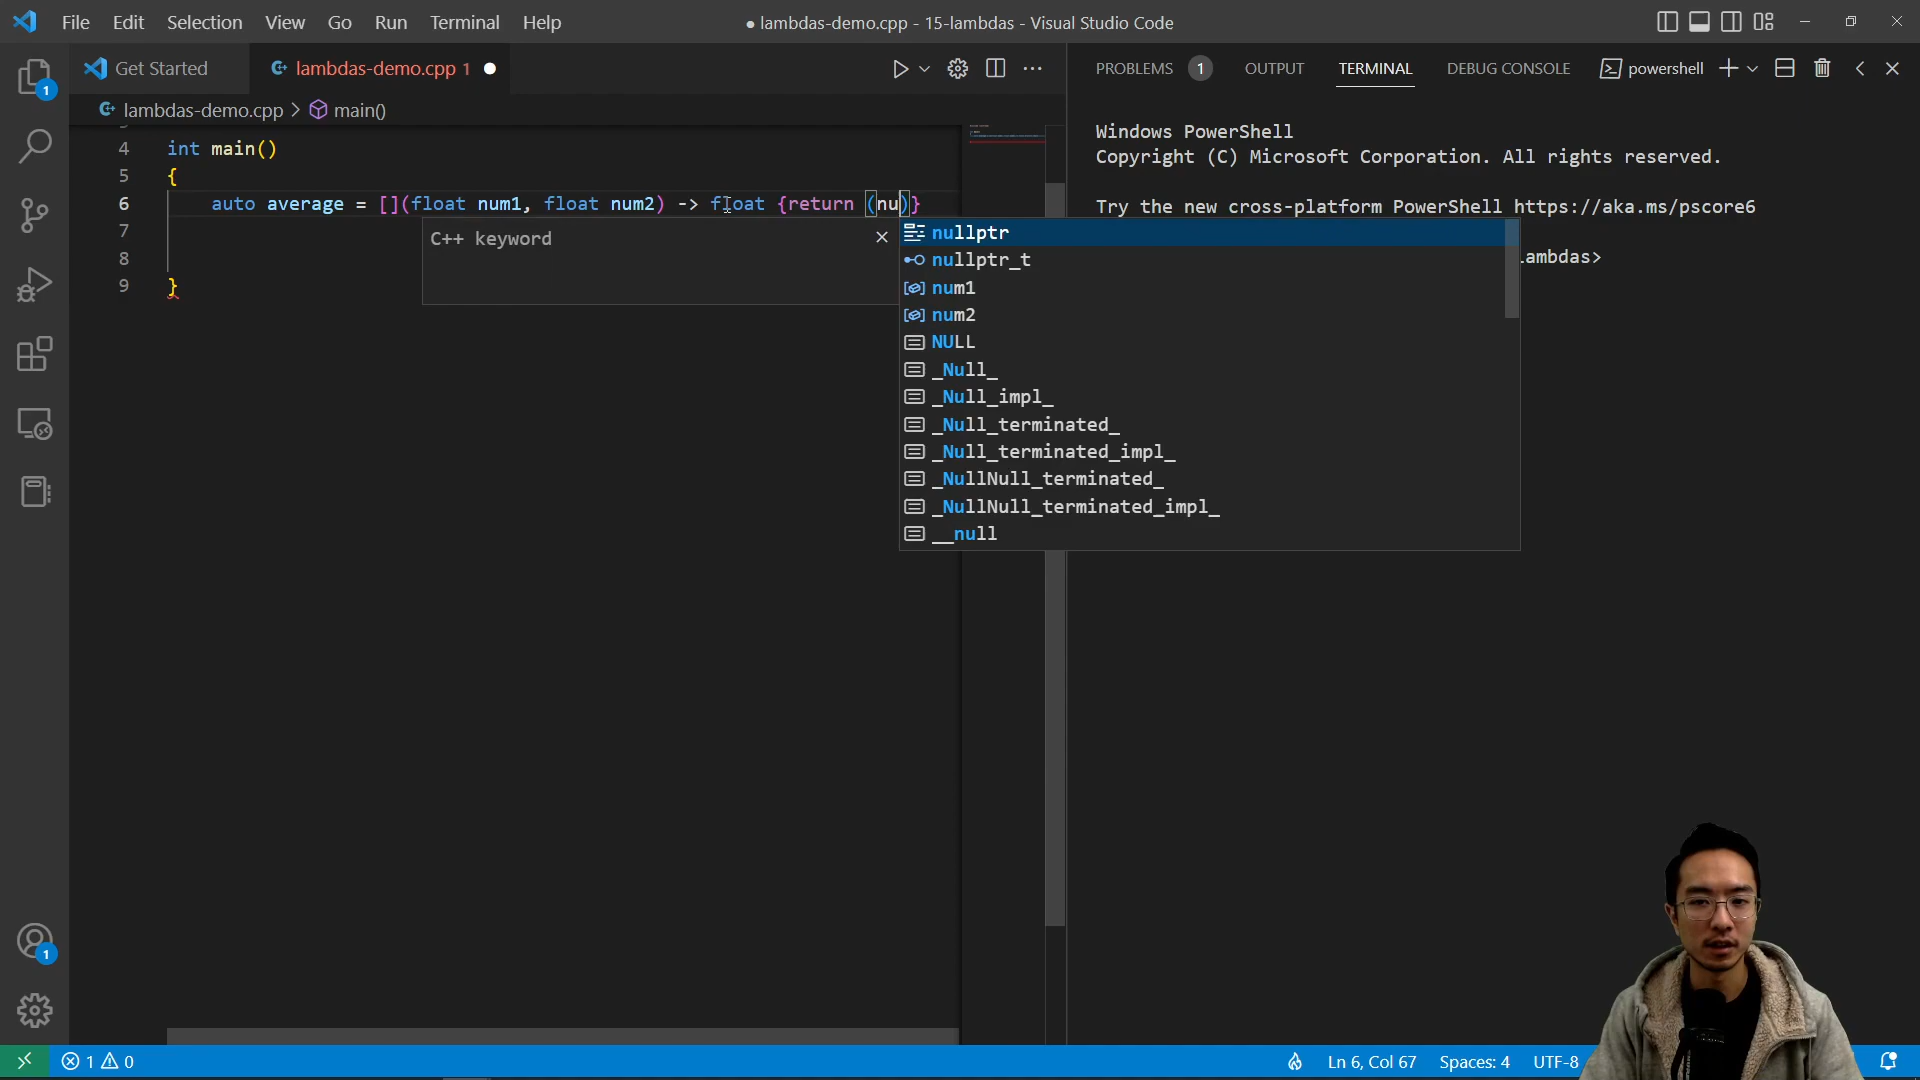 File Edit Selection View Go Run Terminal Help
● lambdas-demo.cpp - 15-lambdas - Visual Studio Code
Get Started
lambdas-demo.cpp 1
lambdas-demo.cpp > main()
4 int main()
5 {
6 auto average = [](float num1, float num2) -> float {return (nu)}
7
8
9 }
C++ keyword
nullptr
nullptr_t
num1
num2
NULL
_Null_
_Null_impl_
_Null_terminated_
_Null_terminated_impl_
_NullNull_terminated_
_NullNull_terminated_impl_
__null
PROBLEMS 1 OUTPUT TERMINAL DEBUG CONSOLE powershell
Windows PowerShell
Copyright (C) Microsoft Corporation. All rights reserved.
Try the new cross-platform PowerShell https://aka.ms/pscore6
lambdas>
1
1
1 0
Ln 6, Col 67 Spaces: 4 UTF-8